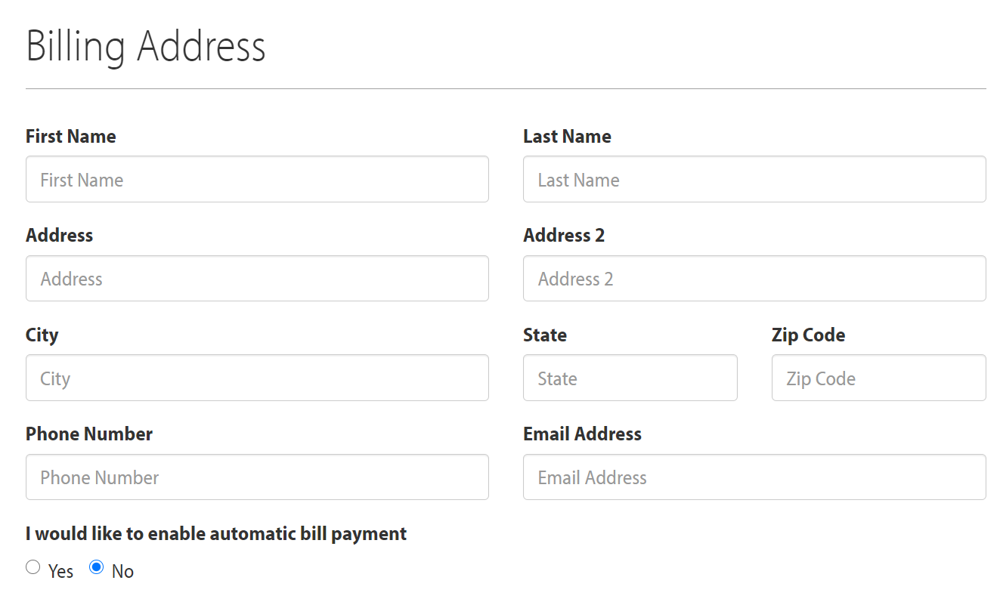 Billing Address
First Name Last Name
First Name Last Name
Address Address 2
Address Address 2
City State Zip Code
City State Zip Code
Phone Number Email Address
Phone Number Email Address
I would like to enable automatic bill payment
Yes No